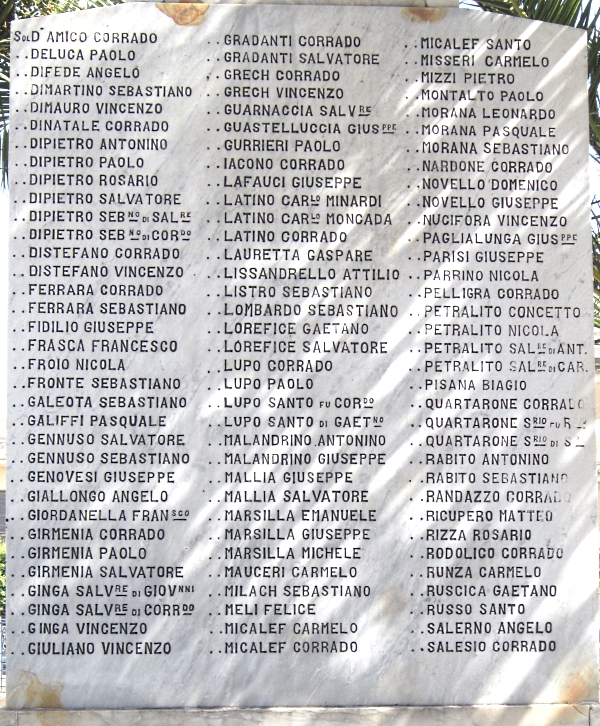 SOLD. D'AMICO CORRADO
..DELUCA PAOLO
..DIFEDE ANGELO
..DIMARTINO SEBASTIANO
..DIMAURO VINCENZO
..DINATALE CORRADO
..DIPIETRO ANTONINO
..DIPIETRO PAOLO
..DIPIETRO ROSARIO
..DIPIETRO SALVATORE
..DIPIETRO SEBNO DI SALRE
..DIPIETRO SEBNO DI CORDO
..DISTEFANO CORRADO
..DISTEFANO VINCENZO
..FERRARA CORRADO
..FERRARA SEBASTIANO
..FIDILIO GIUSEPPE
..FRASCA FRANCESCO
..FROIO NICOLA
..FRONTE SEBASTIANO
..GALEOTA SEBASTIANO
..GALIFFI PASQUALE
..GENNUSO SALVATORE
..GENNUSO SEBASTIANO
..GENOVESI GIUSEPPE
..GIALLONGO ANGELO
..GIORDANELLA FRANSCO
..GIRMENIA CORRADO
..GIRMENIA PAOLO
..GIRMENIA SALVATORE
..GINGA SALVRE DI GIOVNNI
..GINGA SALVRE DI CORRDO
..GINGA VINCENZO
..GIULIANO VINCENZO
..GRADANTI CORRADO
..GRADANTI SALVATORE
..GRECH CORRADO
..GRECH VINCENZO
..GUARNACCIA SALVRE
..GUASTELLUCCIA GIUSPPE
..GURRIERI PAOLO
..IACONO CORRADO
..LAFAUCI GIUSEPPE
..LATINO CARLO MINARDI
..LATINO CARLO MONCADA
..LATINO CORRADO
..LAURETTA GASPARE
..LISSANDRELLO ATTILIO
..LISTRO SEBASTIANO
..LOMBARDO SEBASTIANO
..LOREFICE GAETANO
..LOREFICE SALVATORE
..LUPO CORRADO
..LUPO PAOLO
..LUPO SANTO FU CORDO
..LUPO SANTO DI GAETNO
..MALANDRINO ANTONINO
..MALANDRINO GIUSEPPE
..MALLIA GIUSEPPE
..MALLIA SALVATORE
..MARSILLA EMANUELE
..MARSILLA GIUSEPPE
..MARSILLA MICHELE
..MAUCERI CARMELO
..MILACH SEBASTIANO
..MELI FELICE
..MICALEF CARMELO
..MICALEF CORRADO
..MICALEF SANTO
..MISSERI CARMELO
..MIZZI PIETRO
..MONTALTO PAOLO
..MORANA LEONARDO
..MORANA PASQUALE
..MORANA SEBASTIANO
..NARDONE CORRADO
..NOVELLO DOMENICO
..NOVELLO GIUSEPPE
..NUCIFORA VINCENZO
..PAGLIALUNGA GIUSPPE
..PARISI GIUSEPPE
..PARRINO NICOLA
..PELLIGRA CORRADO
..PETRALITO CONCETTO
..PETRALITO NICOLA
..PETRALITO SALRE DI ANT.
..PETRALITO SALRE DI CAR.
..PISANA BIAGIO
..QUARTARONE CORRADO
..QUARTARONE SRIO FU
..QUARTARONE SRIO DI
..RABITO ANTONINO
..RABITO SEBASTIANO
..RANDAZZO CORRADO
..RICUPERO MATTEO
..RIZZA ROSARIO
..RODOLICO CORRADO
..RUNZA CARMELO
..RUSCICA GAETANO
..RUSSO SANTO
..SALERNO ANGELO
..SALESIO CORRADO